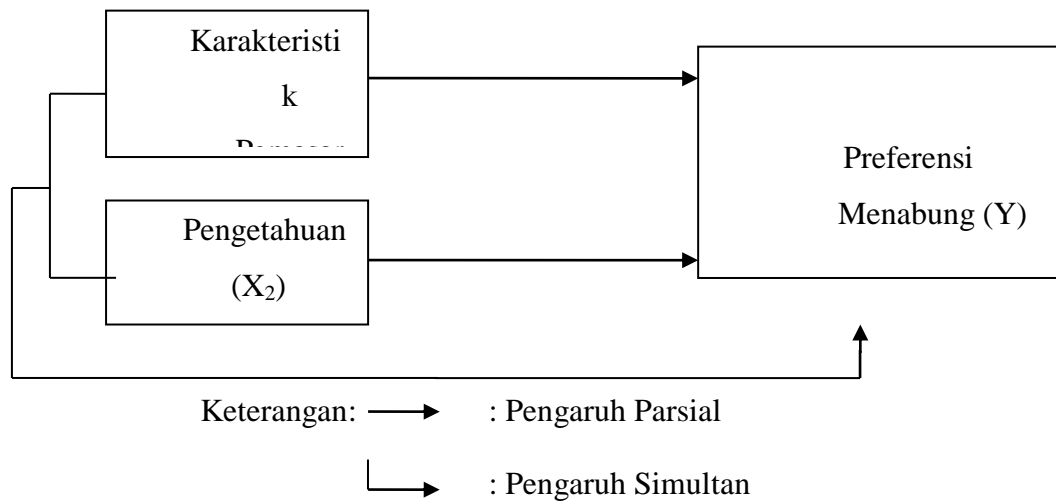 Karakteristi
k
Preferensi
Menabung (Y)
Pengetahuan
(X₂)
Keterangan: : Pengaruh Parsial
: Pengaruh Simultan